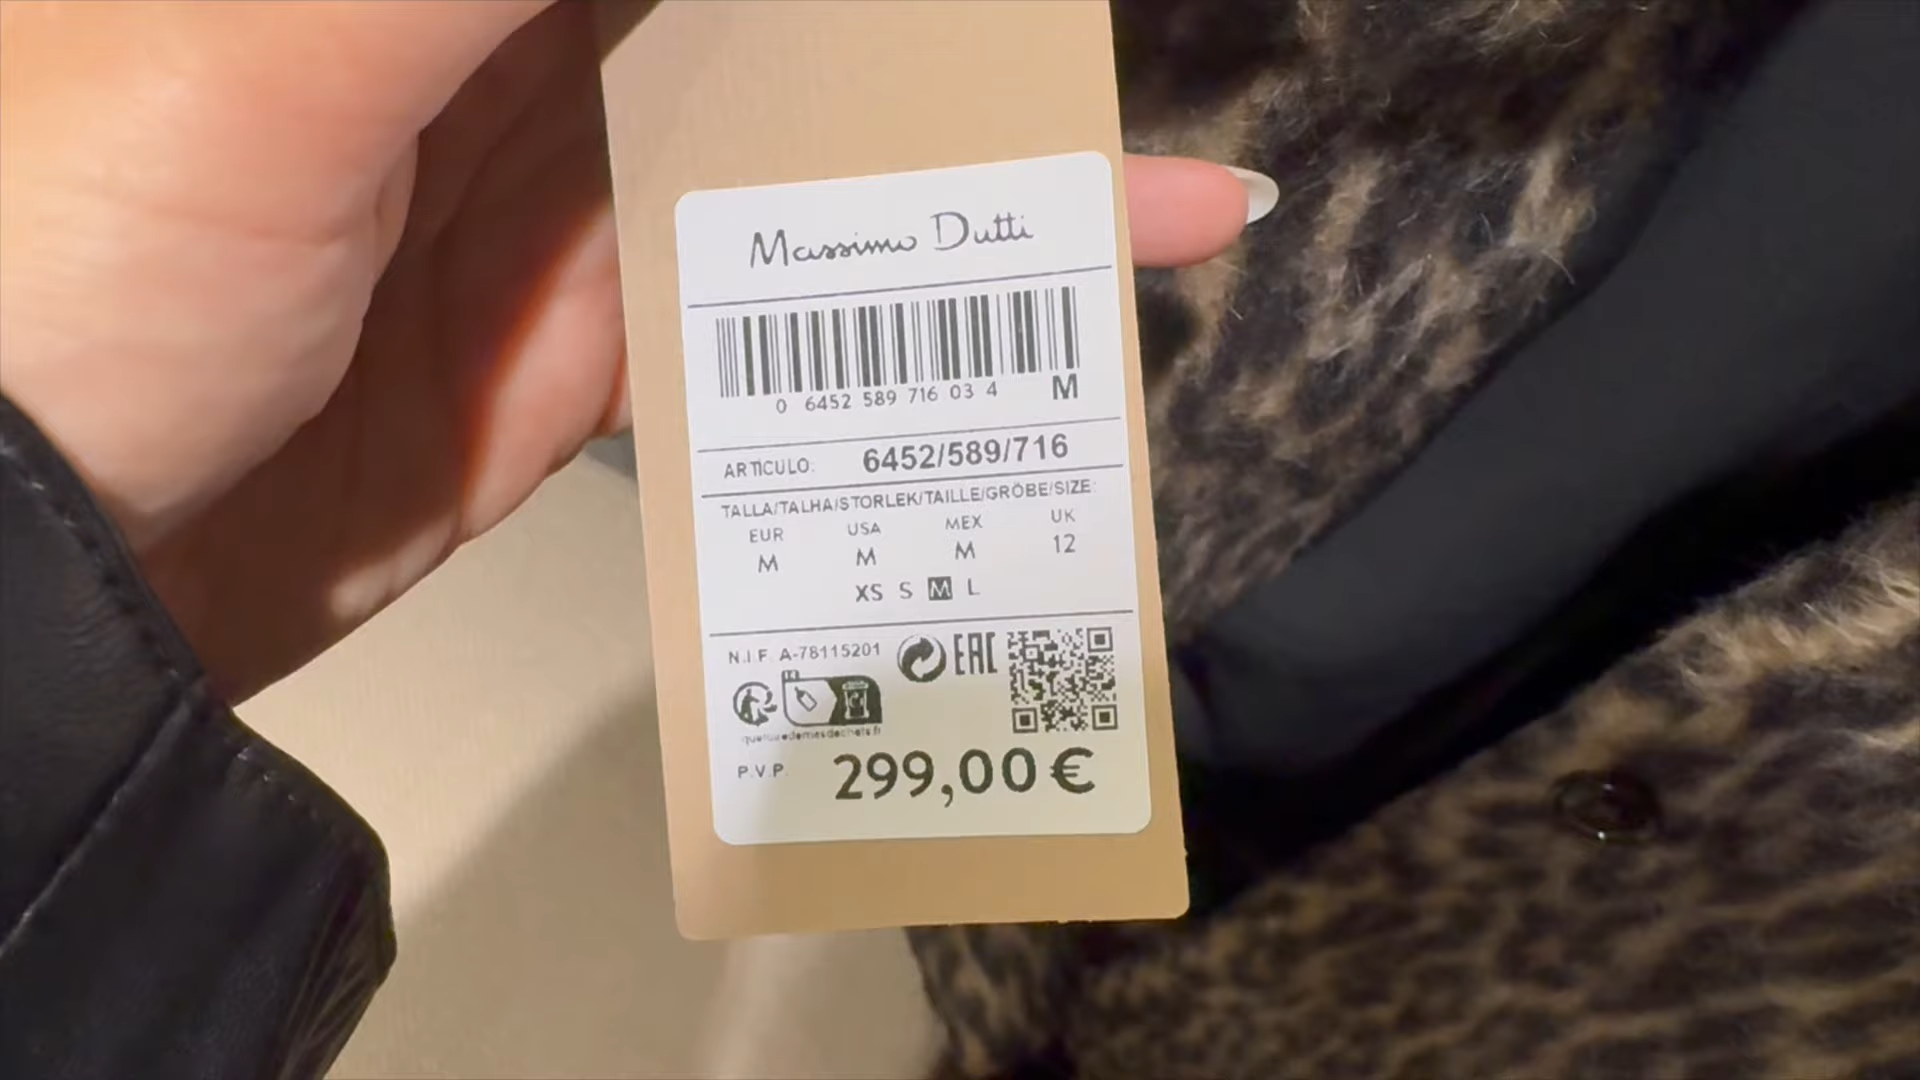 Massimo Dutti
0 6452 589 716 03 4 M
ARTICULO: 6452/589/716
TALLA/TALHA/STORLEK/TAILLE/GRÖBE/SIZE:
EUR USA MEX UK
M M M 12
XS S M L
N.I.F. A-78115201 EAC
P.V.P. 299,00 €